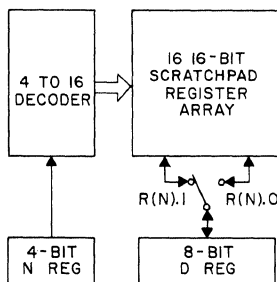 4 TO 16
DECODER
16 16-BIT
SCRATCHPAD
REGISTER
ARRAY
R(N).1
R(N).0
4-BIT
N REG
8-BIT
D REG